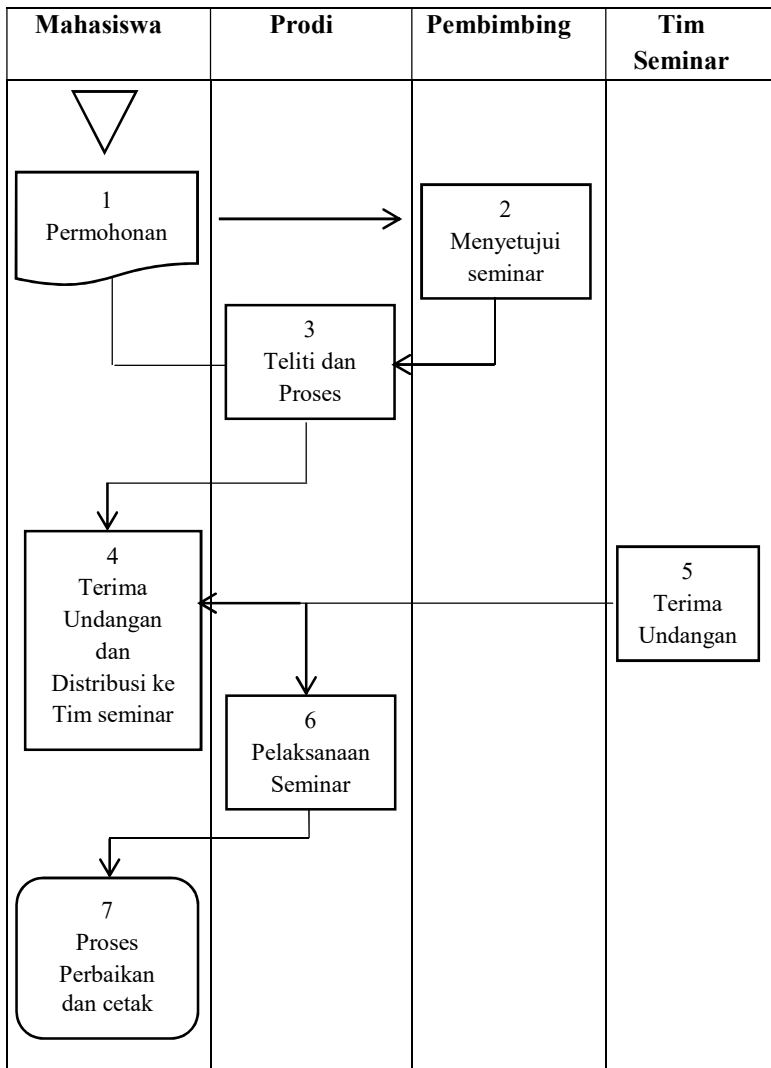 Mahasiswa
Prodi
Pembimbing
Tim
Seminar
1
Permohonan
2
Menyetujui
seminar
3
Teliti dan
Proses
4
Terima
Undangan
dan
Distribusi ke
Tim seminar
5
Terima
Undangan
6
Pelaksanaan
Seminar
7
Proses
Perbaikan
dan cetak